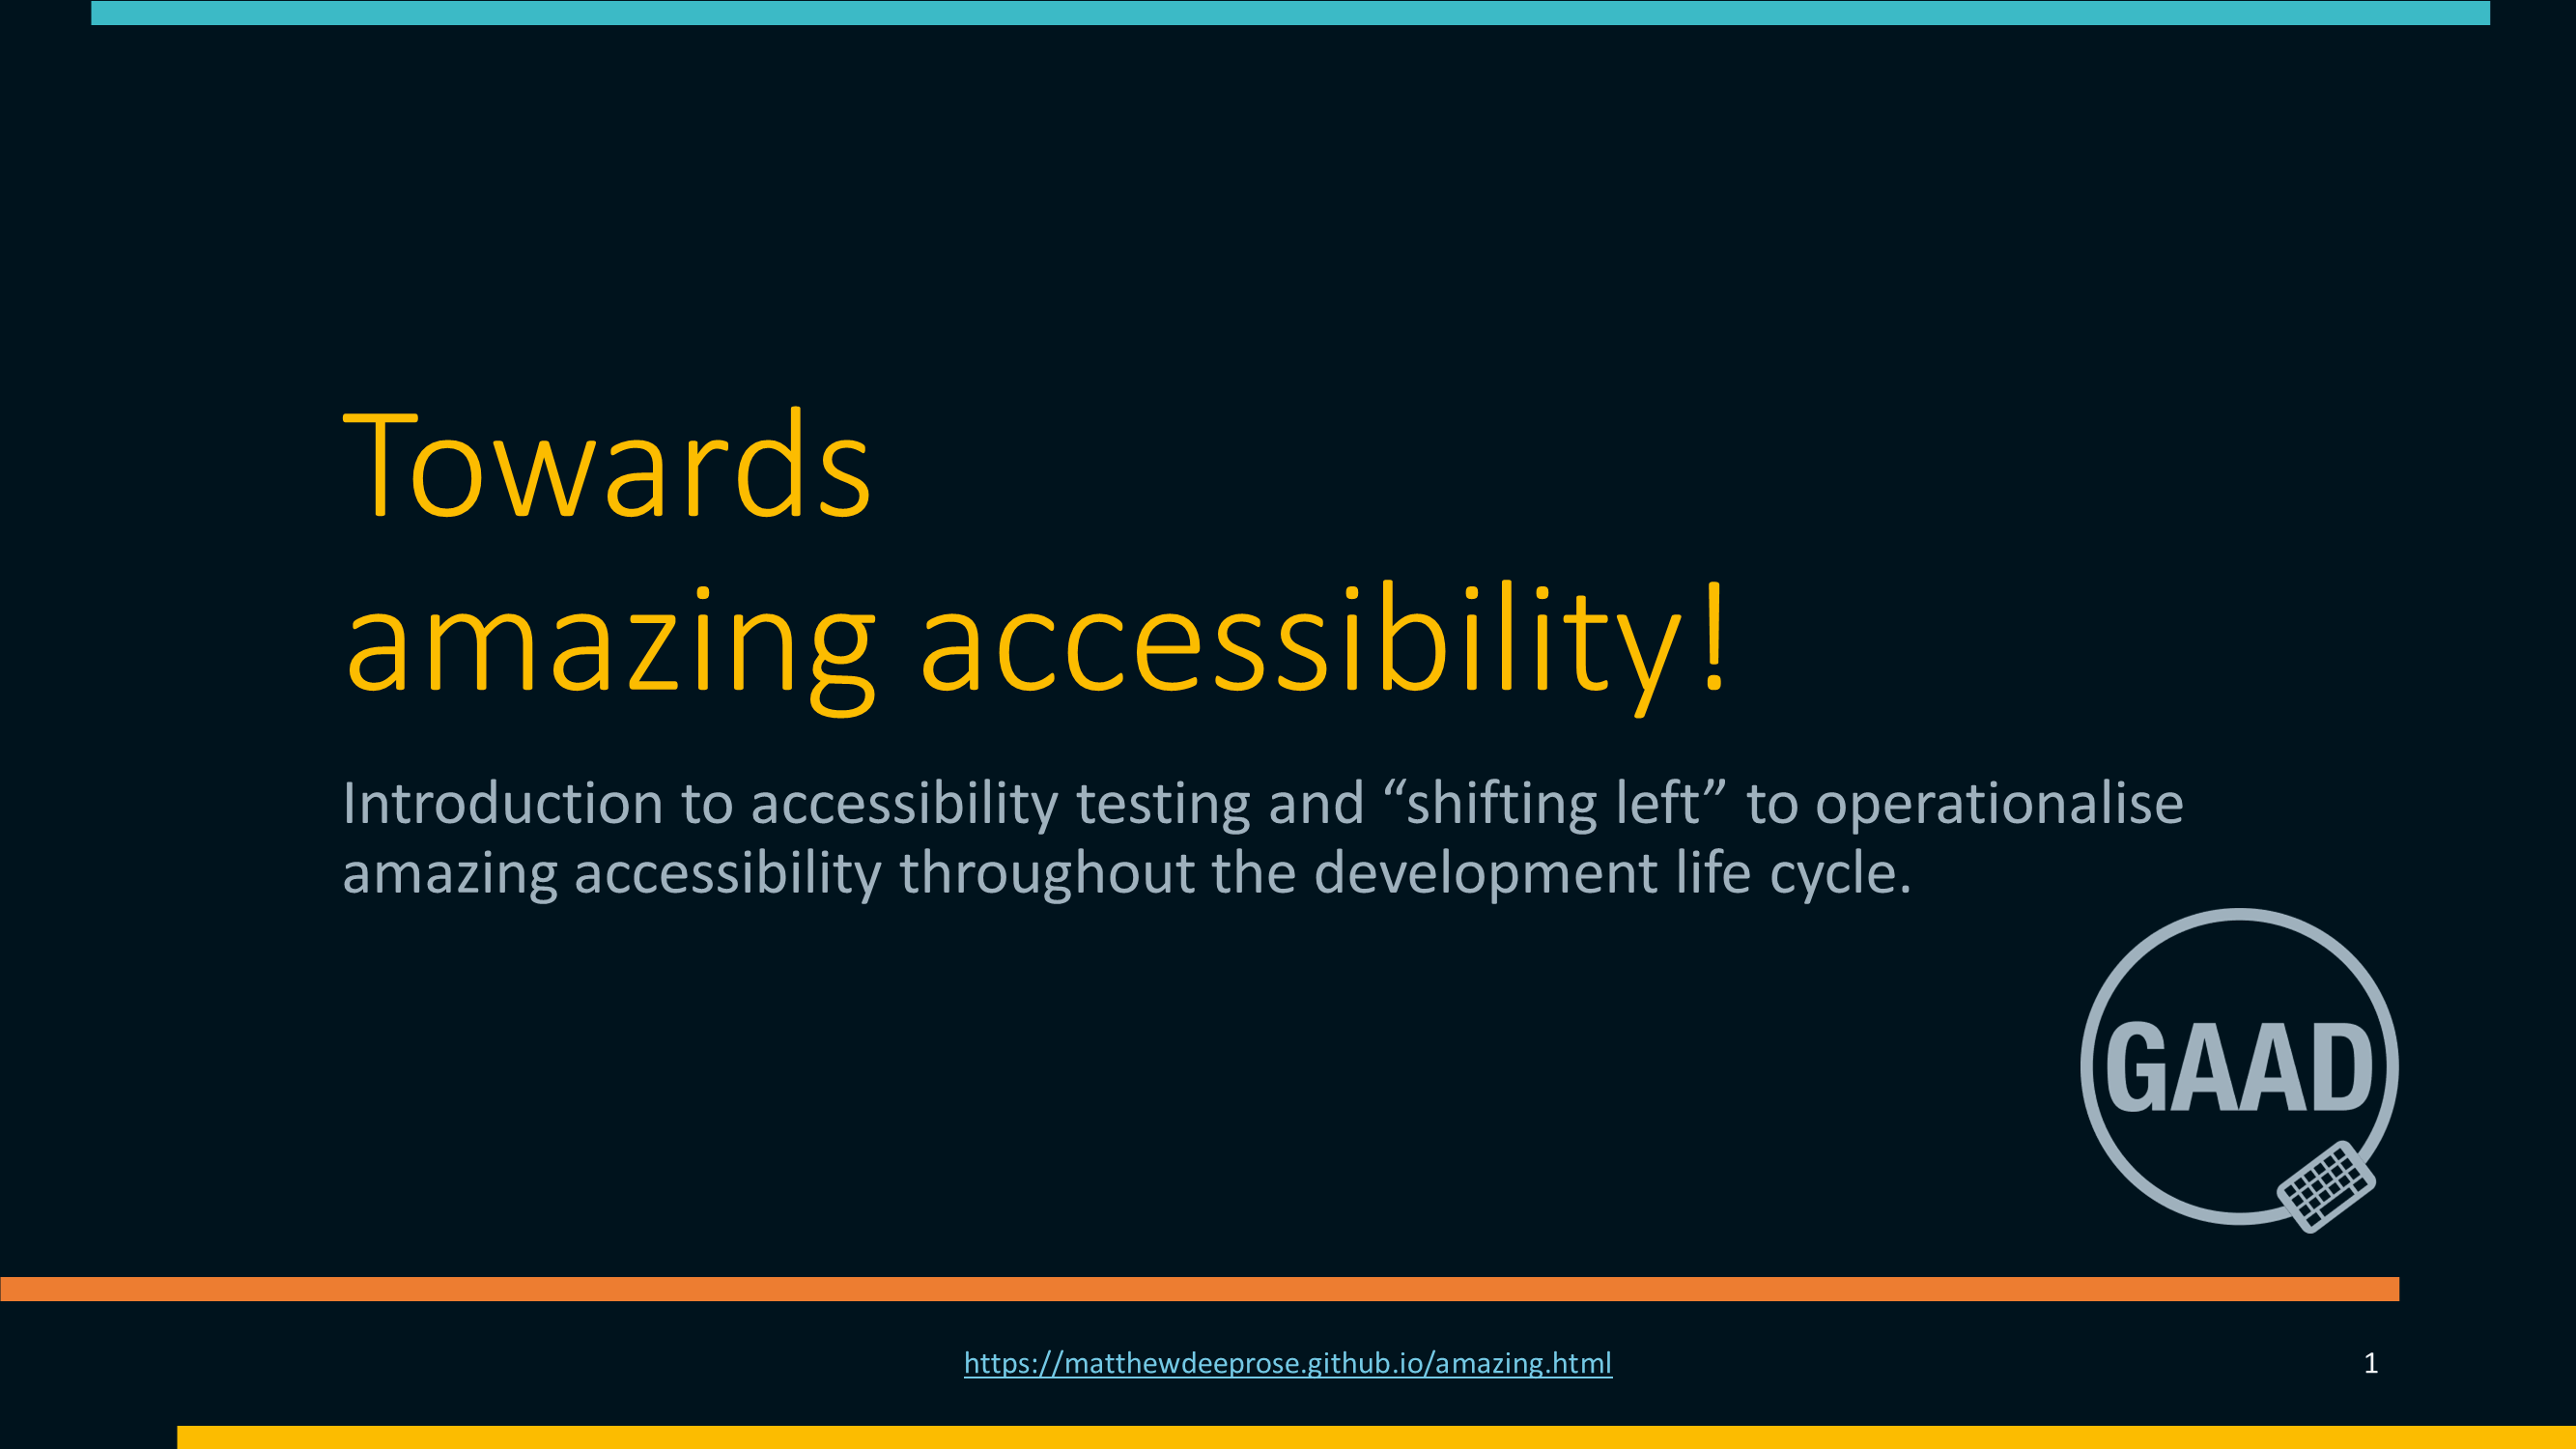 Towards
amazing accessibility!
Introduction to accessibility testing and “shifting left” to operationalise
amazing accessibility throughout the development life cycle.
GAAD
https://matthewdeeprose.github.io/amazing.html
1